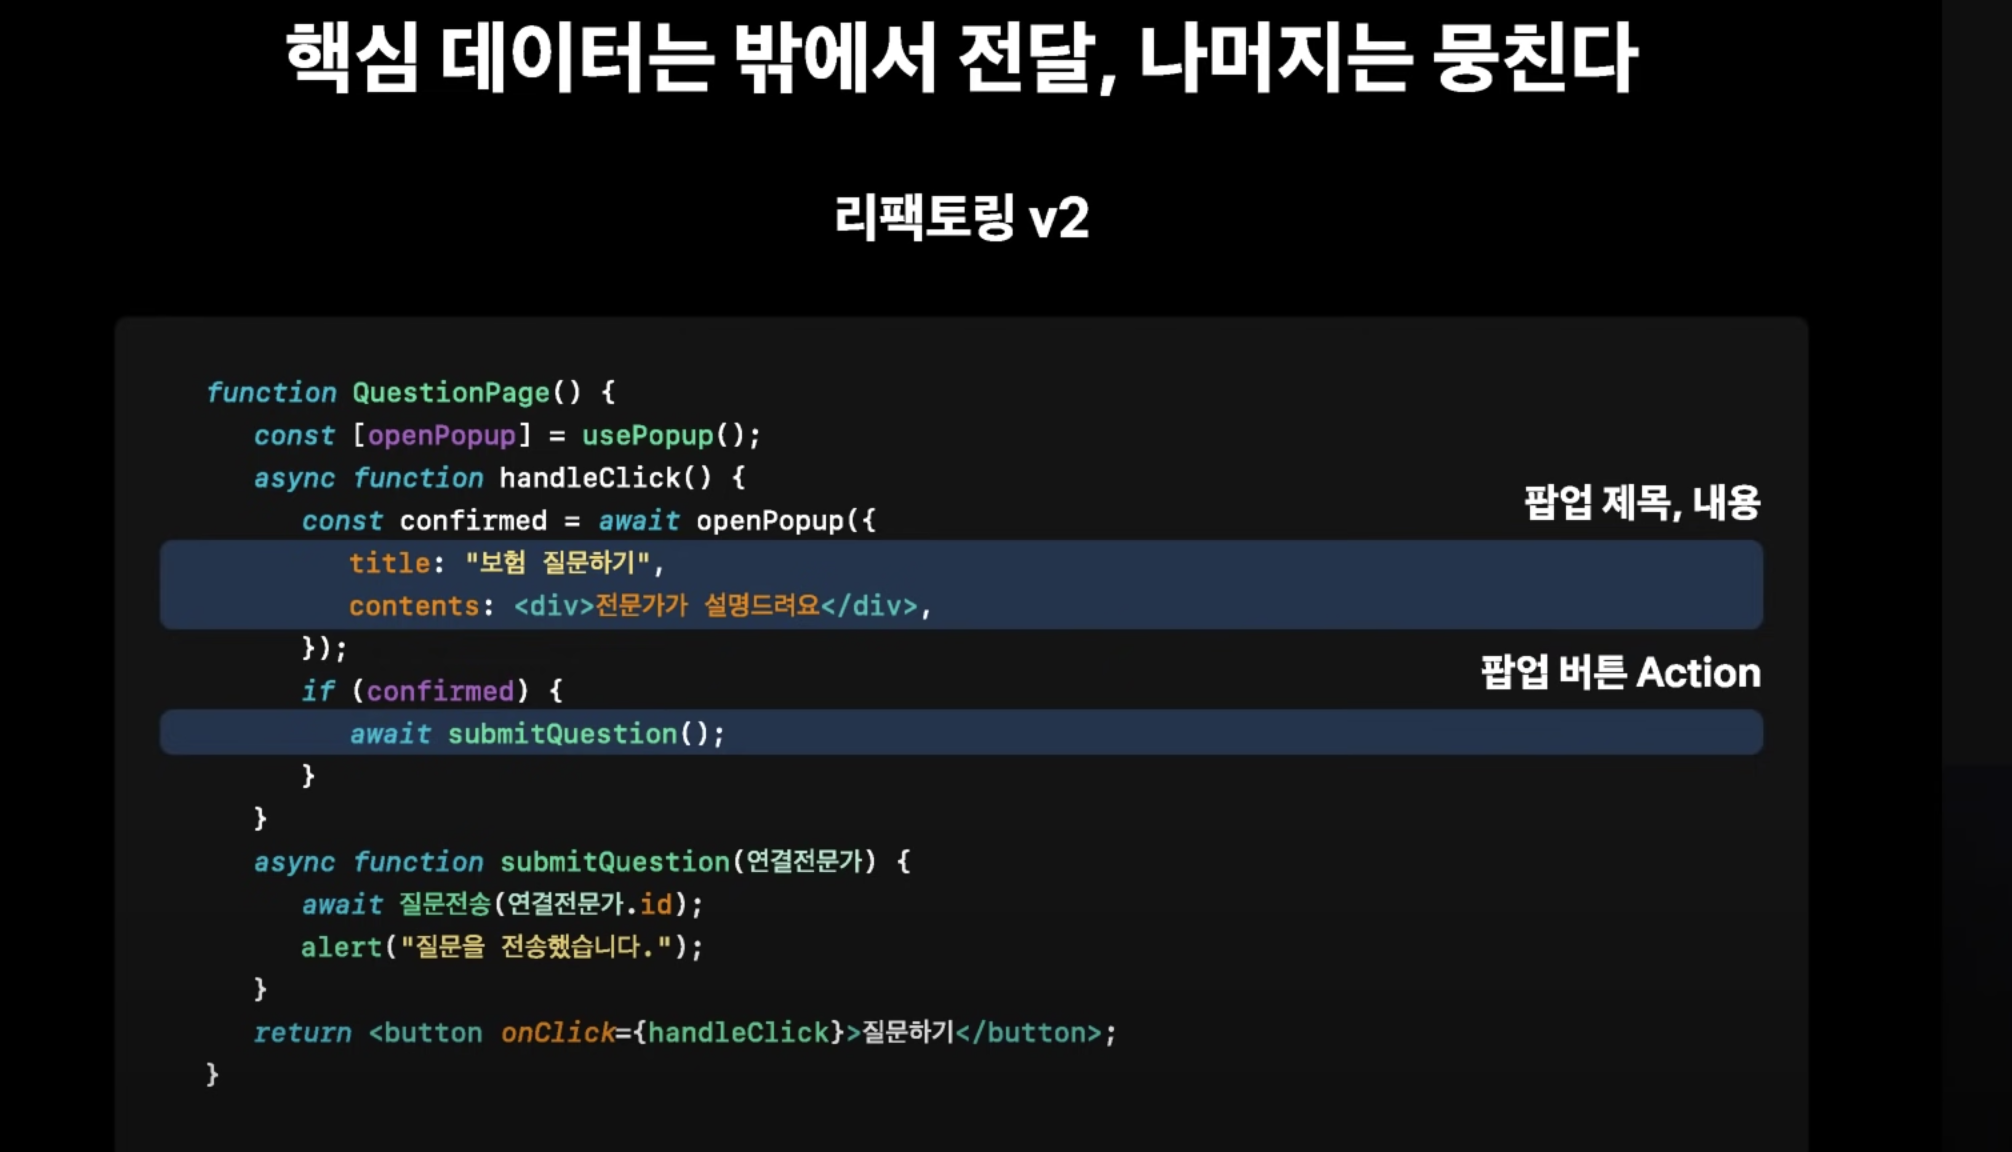 핵심 데이터는 밖에서 전달, 나머지는 뭉친다
리팩토링 v2
function QuestionPage() {
const [openPopup] = usePopup();
async function handleClick() {
const confirmed = await openPopup({
팝업 제목, 내용
title: "보험 질문하기",
contents: <div>전문가가 설명드려요</div>,
});
팝업 버튼 Action
if (confirmed) {
await submitQuestion();
}
}
async function submitQuestion(연결전문가) {
await 질문전송(연결전문가.id);
alert("질문을 전송했습니다.");
}
return <button onClick={handleClick}>질문하기</button>;
}